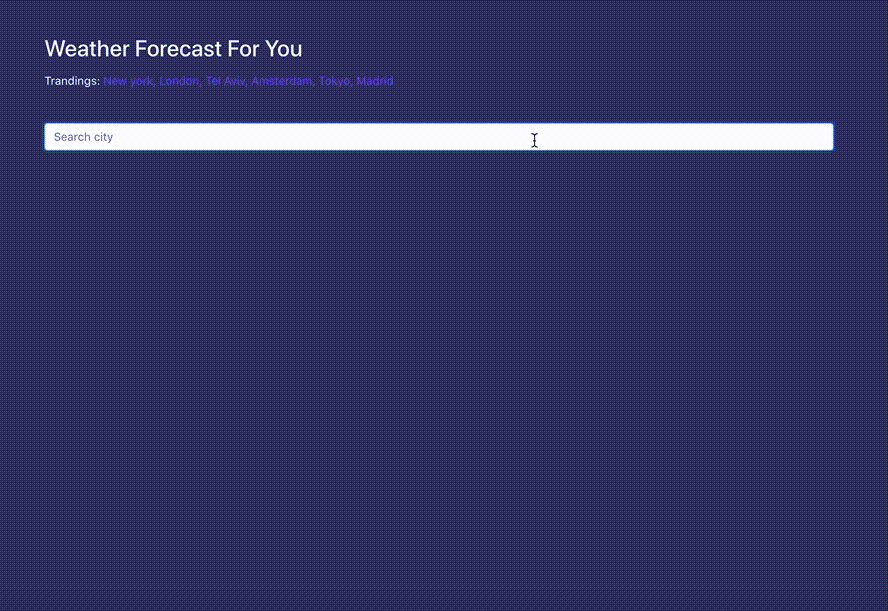 Weather Forecast For You
Trandings: New york, London, Tel Aviv, Amsterdam, Tokyo, Madrid
Search city